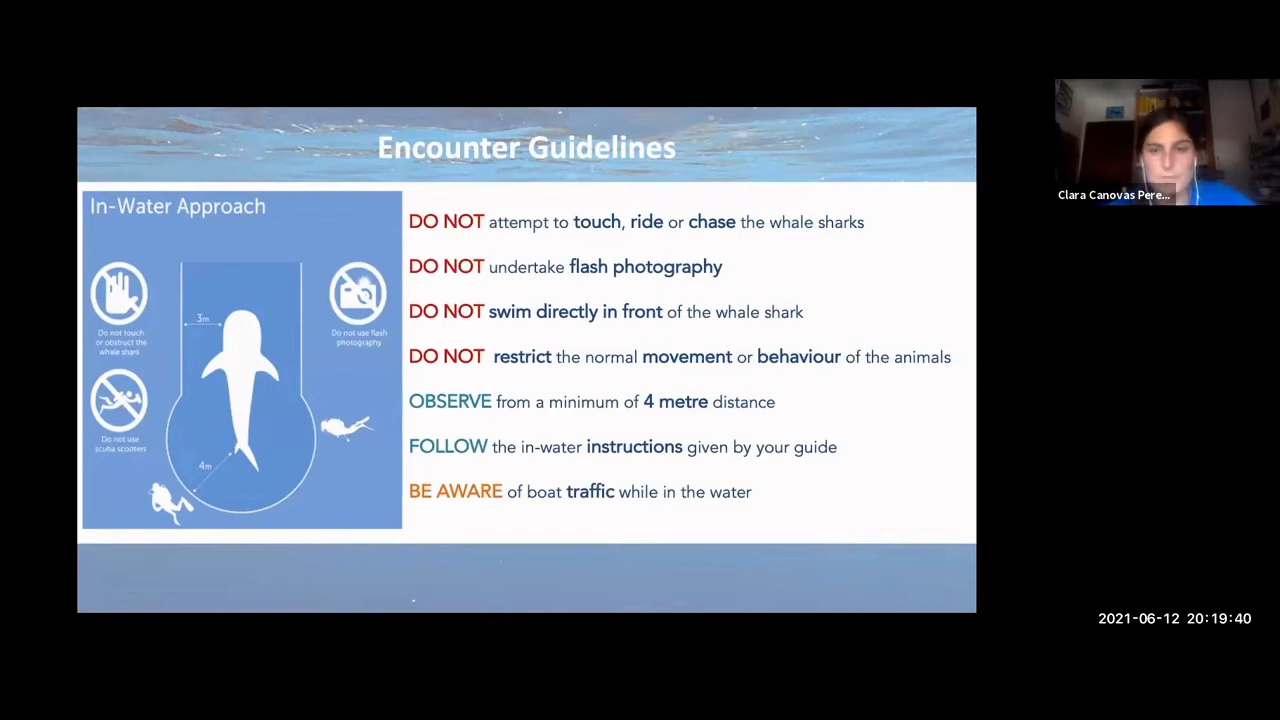 Encounter Guidelines
In-Water Approach
3m
Do not touch
or obstruct the
whale shark
Do not use flash
photography
Do not use
scuba scooters
4m
DO NOT attempt to touch, ride or chase the whale sharks
DO NOT undertake flash photography
DO NOT swim directly in front of the whale shark
DO NOT restrict the normal movement or behaviour of the animals
OBSERVE from a minimum of 4 metre distance
FOLLOW the in-water instructions given by your guide
BE AWARE of boat traffic while in the water
Clara Canovas Pere...
2021-06-12 20:19:40